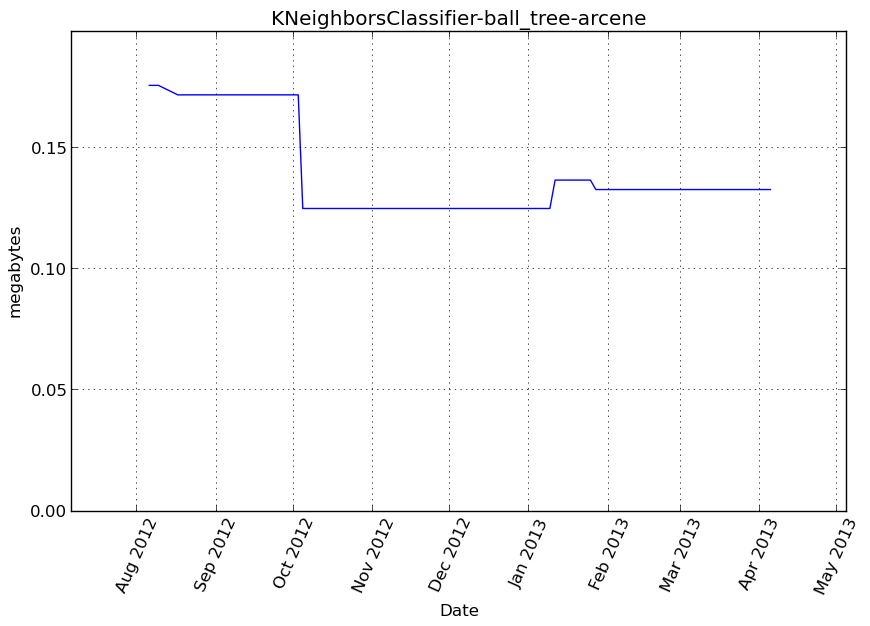 KNeighborsClassifier-ball_tree-arcene
megabytes
0.15
0.10
0.05
0.00
Aug 2012
Sep 2012
Oct 2012
Nov 2012
Dec 2012
Jan 2013
Feb 2013
Mar 2013
Apr 2013
May 2013
Date